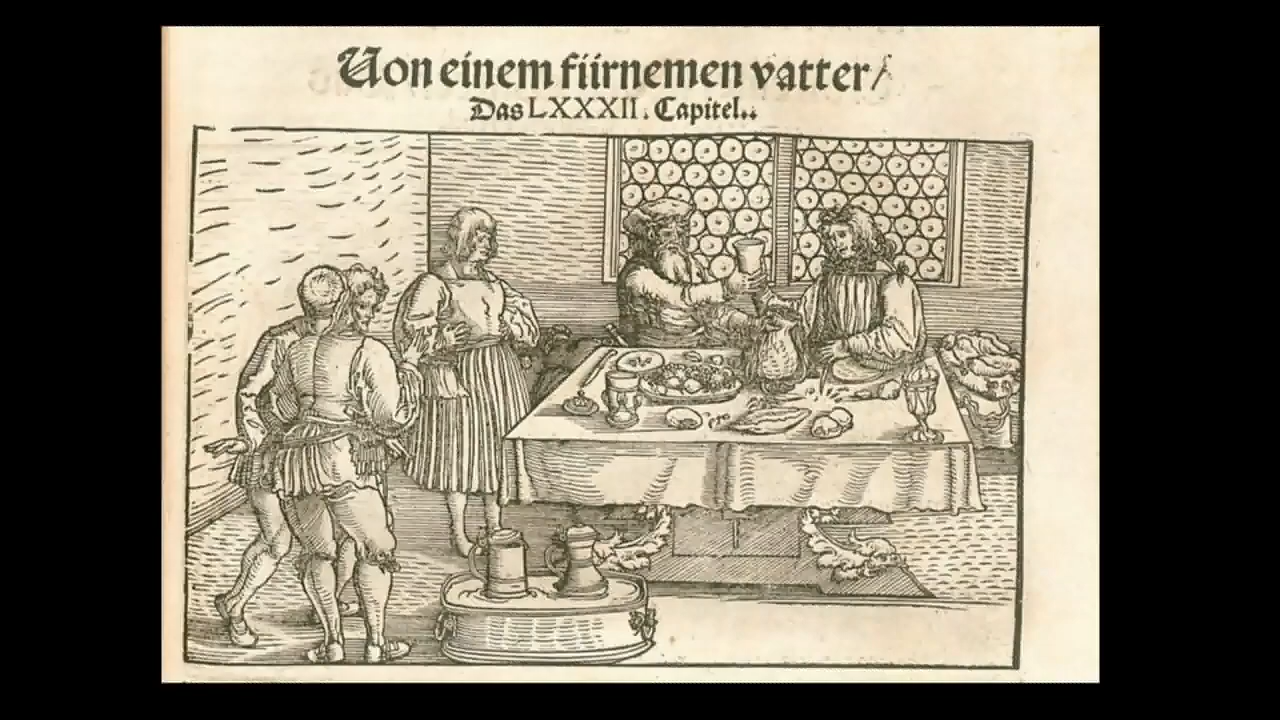 Von einem fürnemen vatter /
Das LXXXII. Capitel..